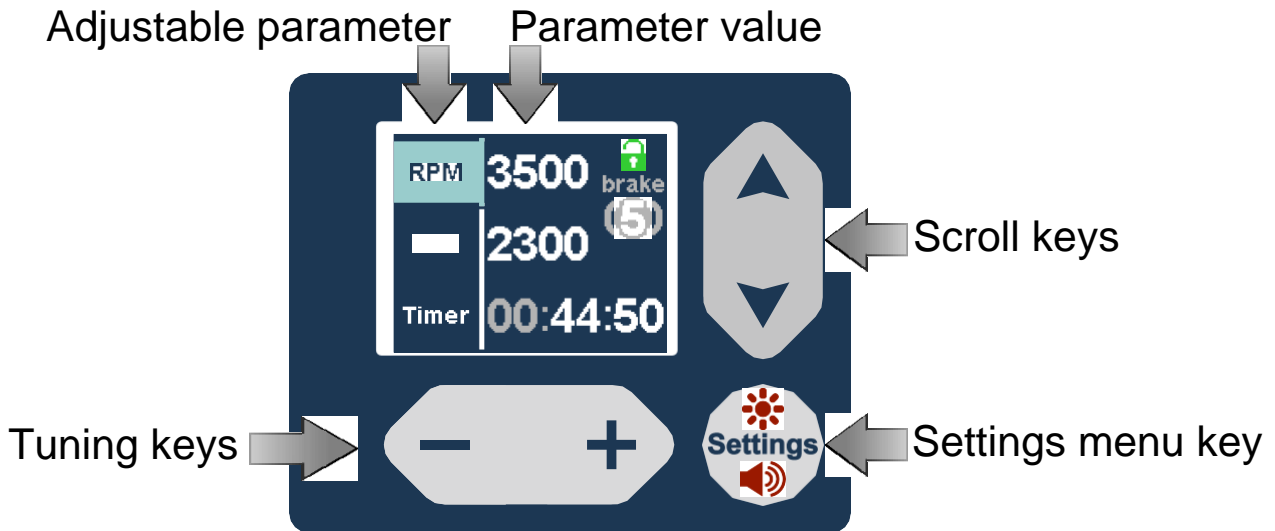 Adjustable parameter
Parameter value
RPM
3500
brake
(5)
2300
Timer
00:44:50
Scroll keys
Tuning keys
− +
Settings
Settings menu key